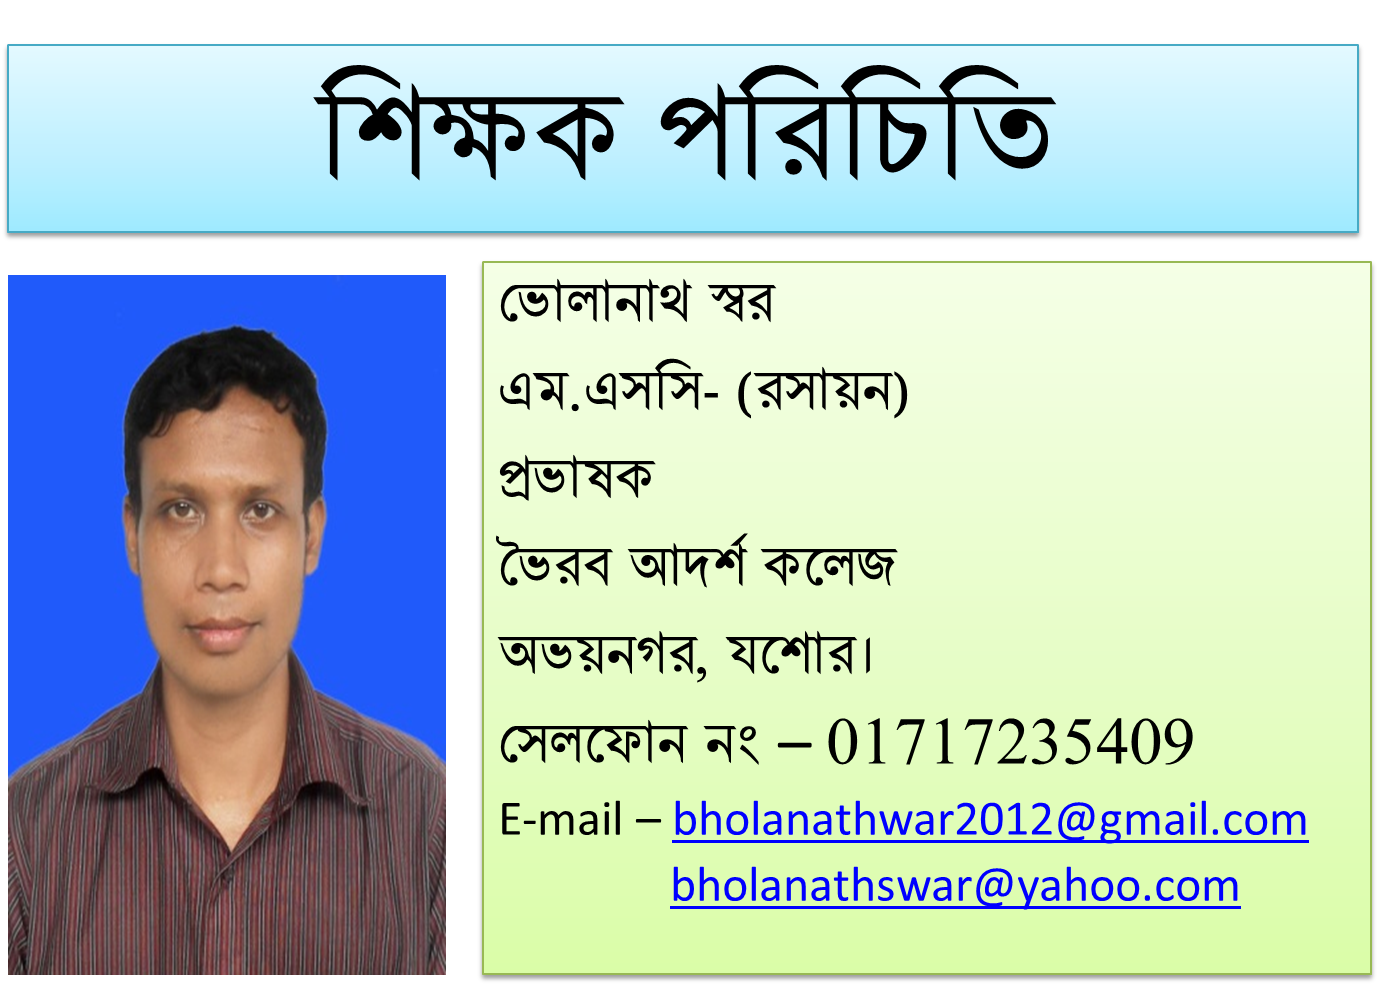 শিক্ষক পরিচিতি
ভোলানাথ স্বর
এম.এসসি- (রসায়ন)
প্রভাষক
ভৈরব আদর্শ কলেজ
অভয়নগর, যশোর।
সেলফোন নং – 01717235409
E-mail – bholanathwar2012@gmail.com
bholanathswar@yahoo.com